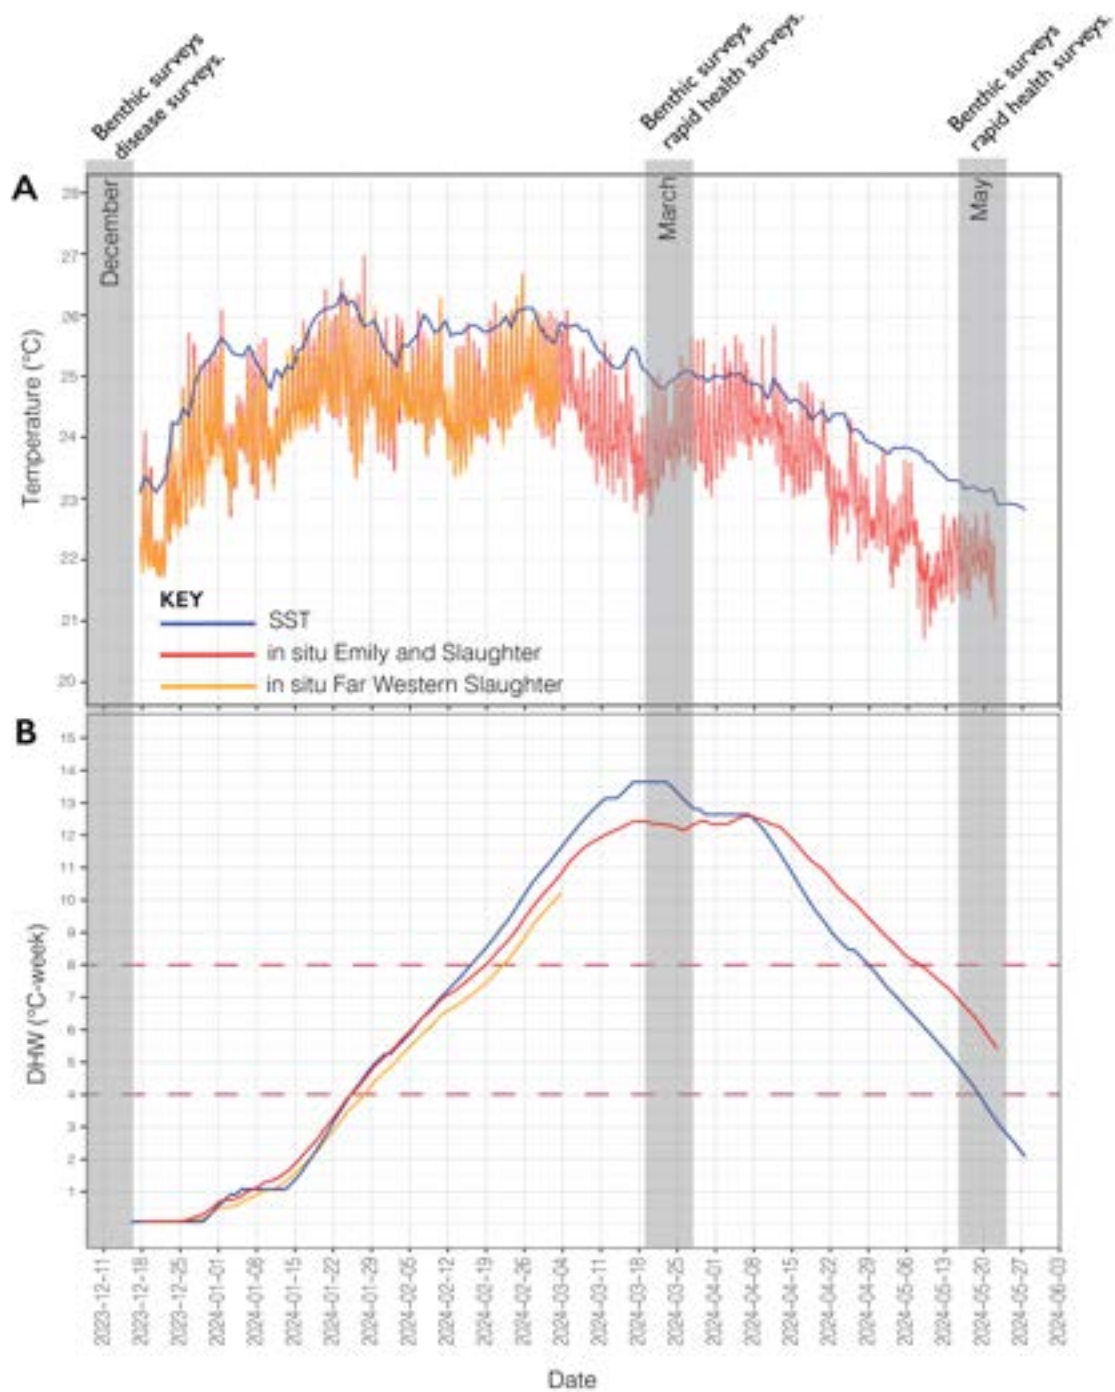 Benthic surveys
disease surveys.
Benthic surveys
rapid health surveys.
Benthic surveys
rapid health surveys.
A
December
March
May
Temperature (°C)
28
27
26
25
24
23
22
21
20
KEY
SST
in situ Emily and Slaughter
in situ Far Western Slaughter
B
DHW (°C-week)
15
14
13
12
11
10
9
8
7
6
5
4
3
2
1
2023-12-11
2023-12-18
2023-12-25
2024-01-01
2024-01-08
2024-01-15
2024-01-22
2024-01-29
2024-02-05
2024-02-12
2024-02-19
2024-02-26
2024-03-04
2024-03-11
2024-03-18
2024-03-25
2024-04-01
2024-04-08
2024-04-15
2024-04-22
2024-04-29
2024-05-06
2024-05-13
2024-05-20
2024-05-27
2024-06-03
Date